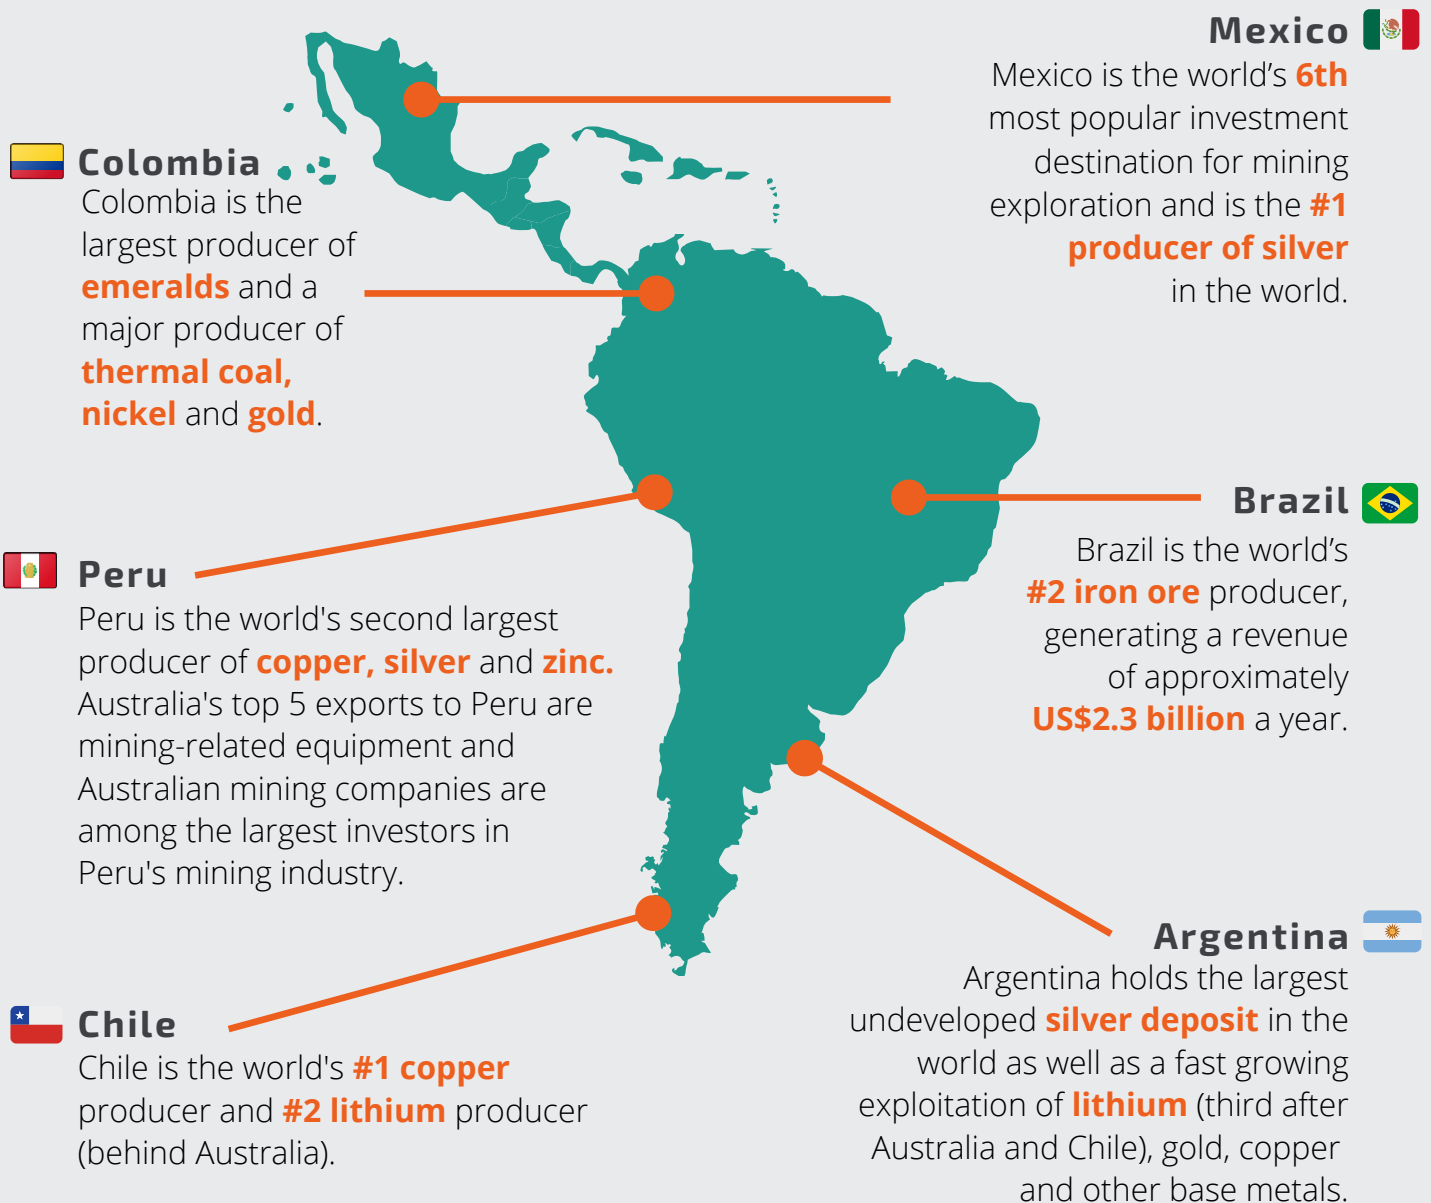 Mexico
Mexico is the world’s 6th
most popular investment
destination for mining
exploration and is the #1
producer of silver
in the world.
Colombia
Colombia is the
largest producer of
emeralds and a
major producer of
thermal coal,
nickel and gold.
Brazil
Brazil is the world’s
#2 iron ore producer,
generating a revenue
of approximately
US$2.3 billion a year.
Peru
Peru is the world's second largest
producer of copper, silver and zinc.
Australia's top 5 exports to Peru are
mining-related equipment and
Australian mining companies are
among the largest investors in
Peru's mining industry.
Argentina
Argentina holds the largest
undeveloped silver deposit in the
world as well as a fast growing
exploitation of lithium (third after
Australia and Chile), gold, copper
and other base metals.
Chile
Chile is the world's #1 copper
producer and #2 lithium producer
(behind Australia).